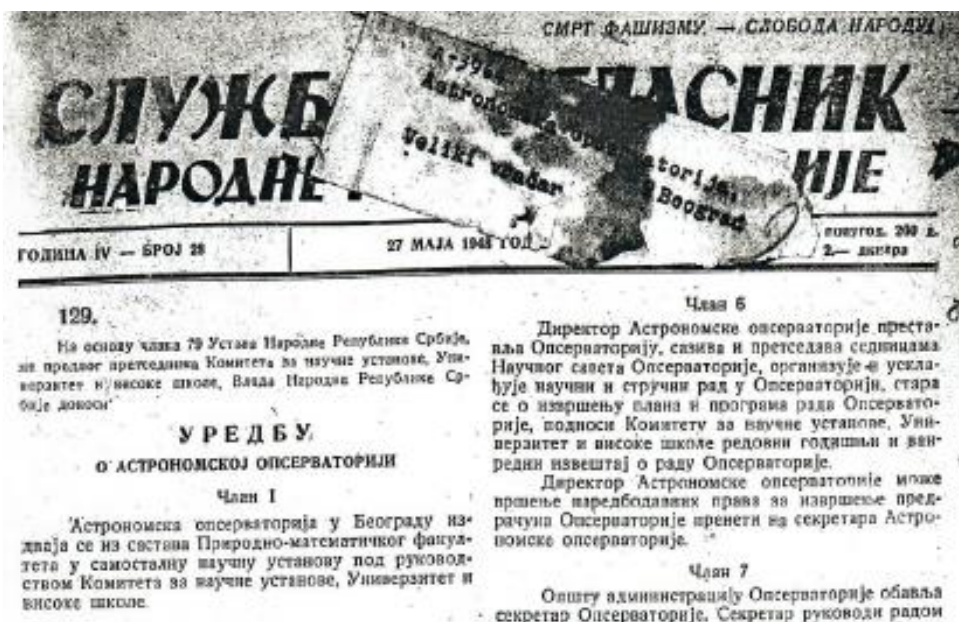 СМРТ ФАШИЗМУ — СЛОБОДА НАРОДУ!
СЛУЖБ ГЛАСНИК
НАРОДНЕ ИЈЕ
Astronomska opservatorija,
Veliki vračar
Beograd
ГОДИНА IV — БРОЈ 28
27 МАЈА 1948 ГОД
полугод. 260 д.
2.— динара
129.
На основу члана 79 Устава Народне Републике Србије,
на предлог претседника Комитета за научне установе, Уни-
верзитет и високе школе, Влада Народне Републике Ср-
бије доноси
УРЕДБУ
О АСТРОНОМСКОЈ ОПСЕРВАТОРИЈИ
Члан 1
Астрономска опсерваторија у Београду из-
дваја се из састава Природно-математичког факул-
тета у самосталну научну установу под руковод-
ством Комитета за научне установе, Универзитет и
високе школе.
Члан 6
Директор Астрономске опсерваторије преста-
вља Опсерваторију, сазива и претседава седницама
Научног савета Опсерваторије, организује и ускла-
ђује научни и стручни рад у Опсерваторији, стара
се о извршењу плана и програма рада Опсервато-
рије, подноси Комитету за научне установе, Уни-
верзитет и високе школе редовни годишњи и ван-
редни извештај о раду Опсерваторије.
Директор Астрономске опсерваторије може
вршење наредбодавних права за извршење пред-
рачуна Опсерваторије пренети на секретара Астро-
номске опсерваторије.
Члан 7
Општу администрацију Опсерваторије обавља
секретар Опсерваторије. Секретар руководи радом